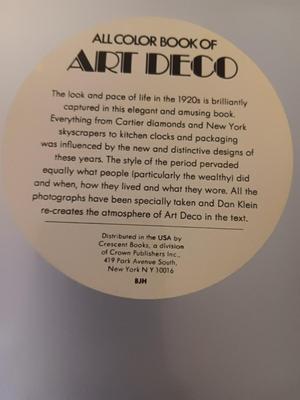 ALL COLOR BOOK OF
ART DECO
The look and pace of life in the 1920s is brilliantly
captured in this elegant and amusing book.
Everything from Cartier diamonds and New York
skyscrapers to kitchen clocks and packaging
was influenced by the new and distinctive designs of
these years. The style of the period pervaded
equally what people (particularly the wealthy) did
and when, how they lived and what they wore. All the
photographs have been specially taken and Dan Klein
re-creates the atmosphere of Art Deco in the text.
Distributed in the USA by
Crescent Books, a division
of Crown Publishers Inc.,
419 Park Avenue South,
New York N Y 10016
BJH